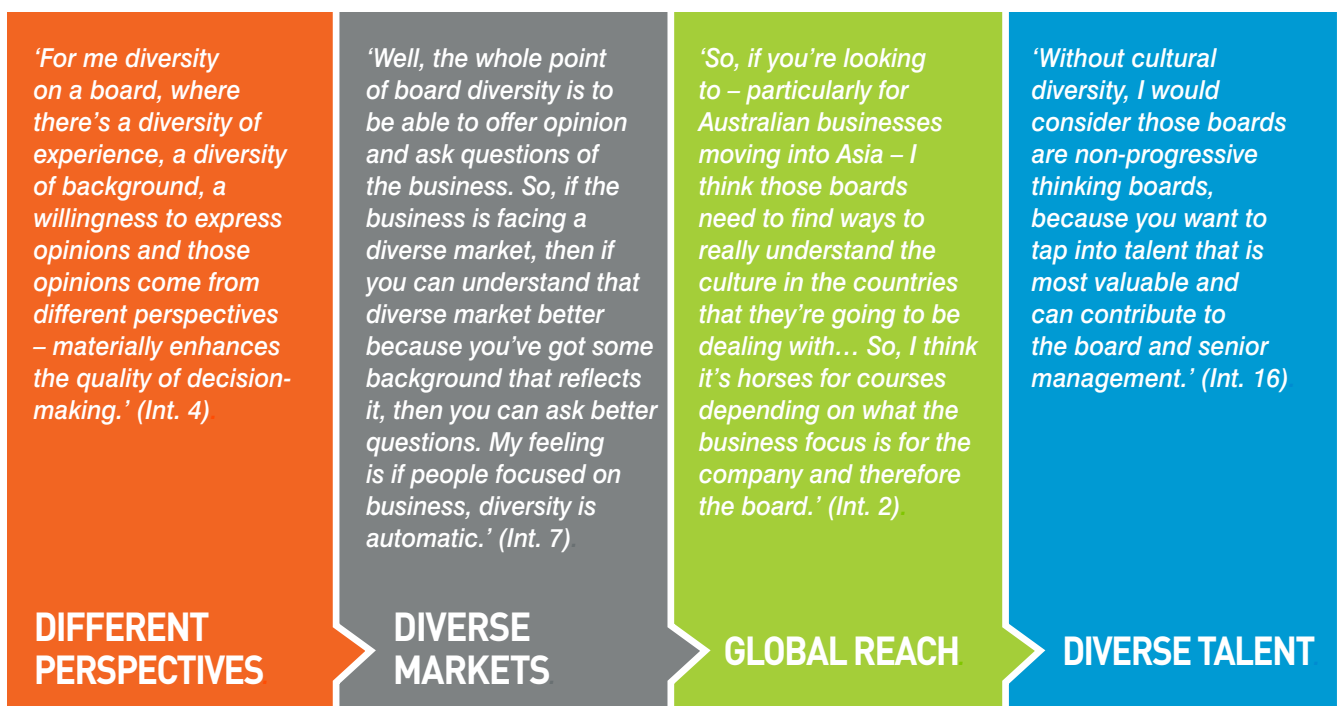 ‘For me diversity
on a board, where
there’s a diversity of
experience, a diversity
of background, a
willingness to express
opinions and those
opinions come from
different perspectives
– materially enhances
the quality of decision-
making.’ (Int. 4).
DIFFERENT
PERSPECTIVES.
‘Well, the whole point
of board diversity is to
be able to offer opinion
and ask questions of
the business. So, if the
business is facing a
diverse market, then if
you can understand that
diverse market better
because you’ve got some
background that reflects
it, then you can ask better
questions. My feeling
is if people focused on
business, diversity is
automatic.’ (Int. 7).
DIVERSE
MARKETS.
‘So, if you’re looking
to – particularly for
Australian businesses
moving into Asia – I
think those boards
need to find ways to
really understand the
culture in the countries
that they’re going to be
dealing with… So, I think
it’s horses for courses
depending on what the
business focus is for the
company and therefore
the board.’ (Int. 2).
GLOBAL REACH.
‘Without cultural
diversity, I would
consider those boards
are non-progressive
thinking boards,
because you want to
tap into talent that is
most valuable and
can contribute to
the board and senior
management.’ (Int. 16)
DIVERSE TALENT.